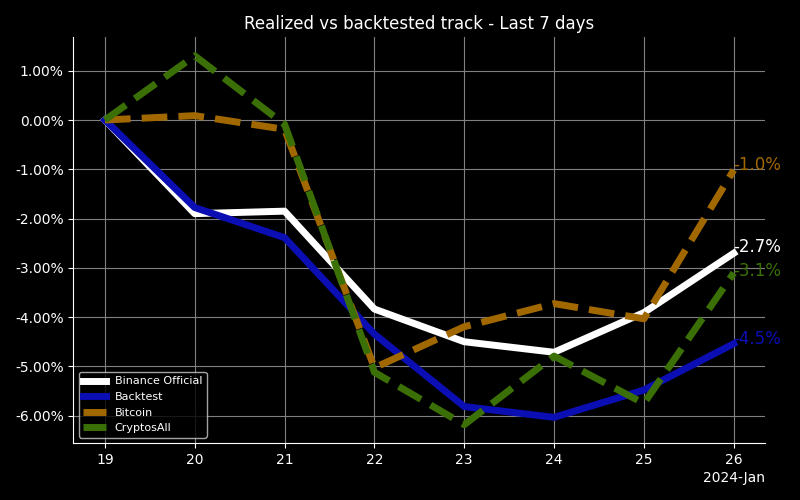 Realized vs backtested track - Last 7 days
1.00%
0.00%
-1.00%
-2.00%
-3.00%
-4.00%
-5.00%
-6.00%
-1.0%
-2.7%
-3.1%
-4.5%
Binance Official
Backtest
Bitcoin
CryptosAll
19 20 21 22 23 24 25 26
2024-Jan